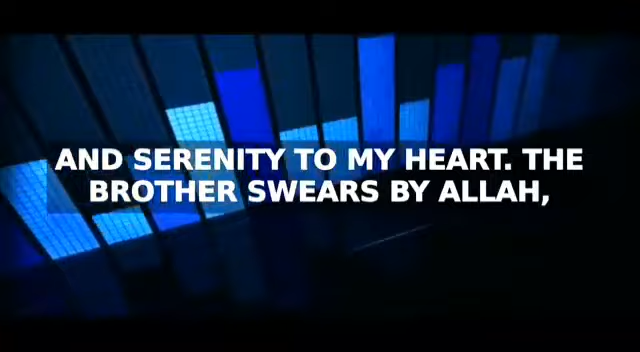 AND SERENITY TO MY HEART. THE
BROTHER SWEARS BY ALLAH,